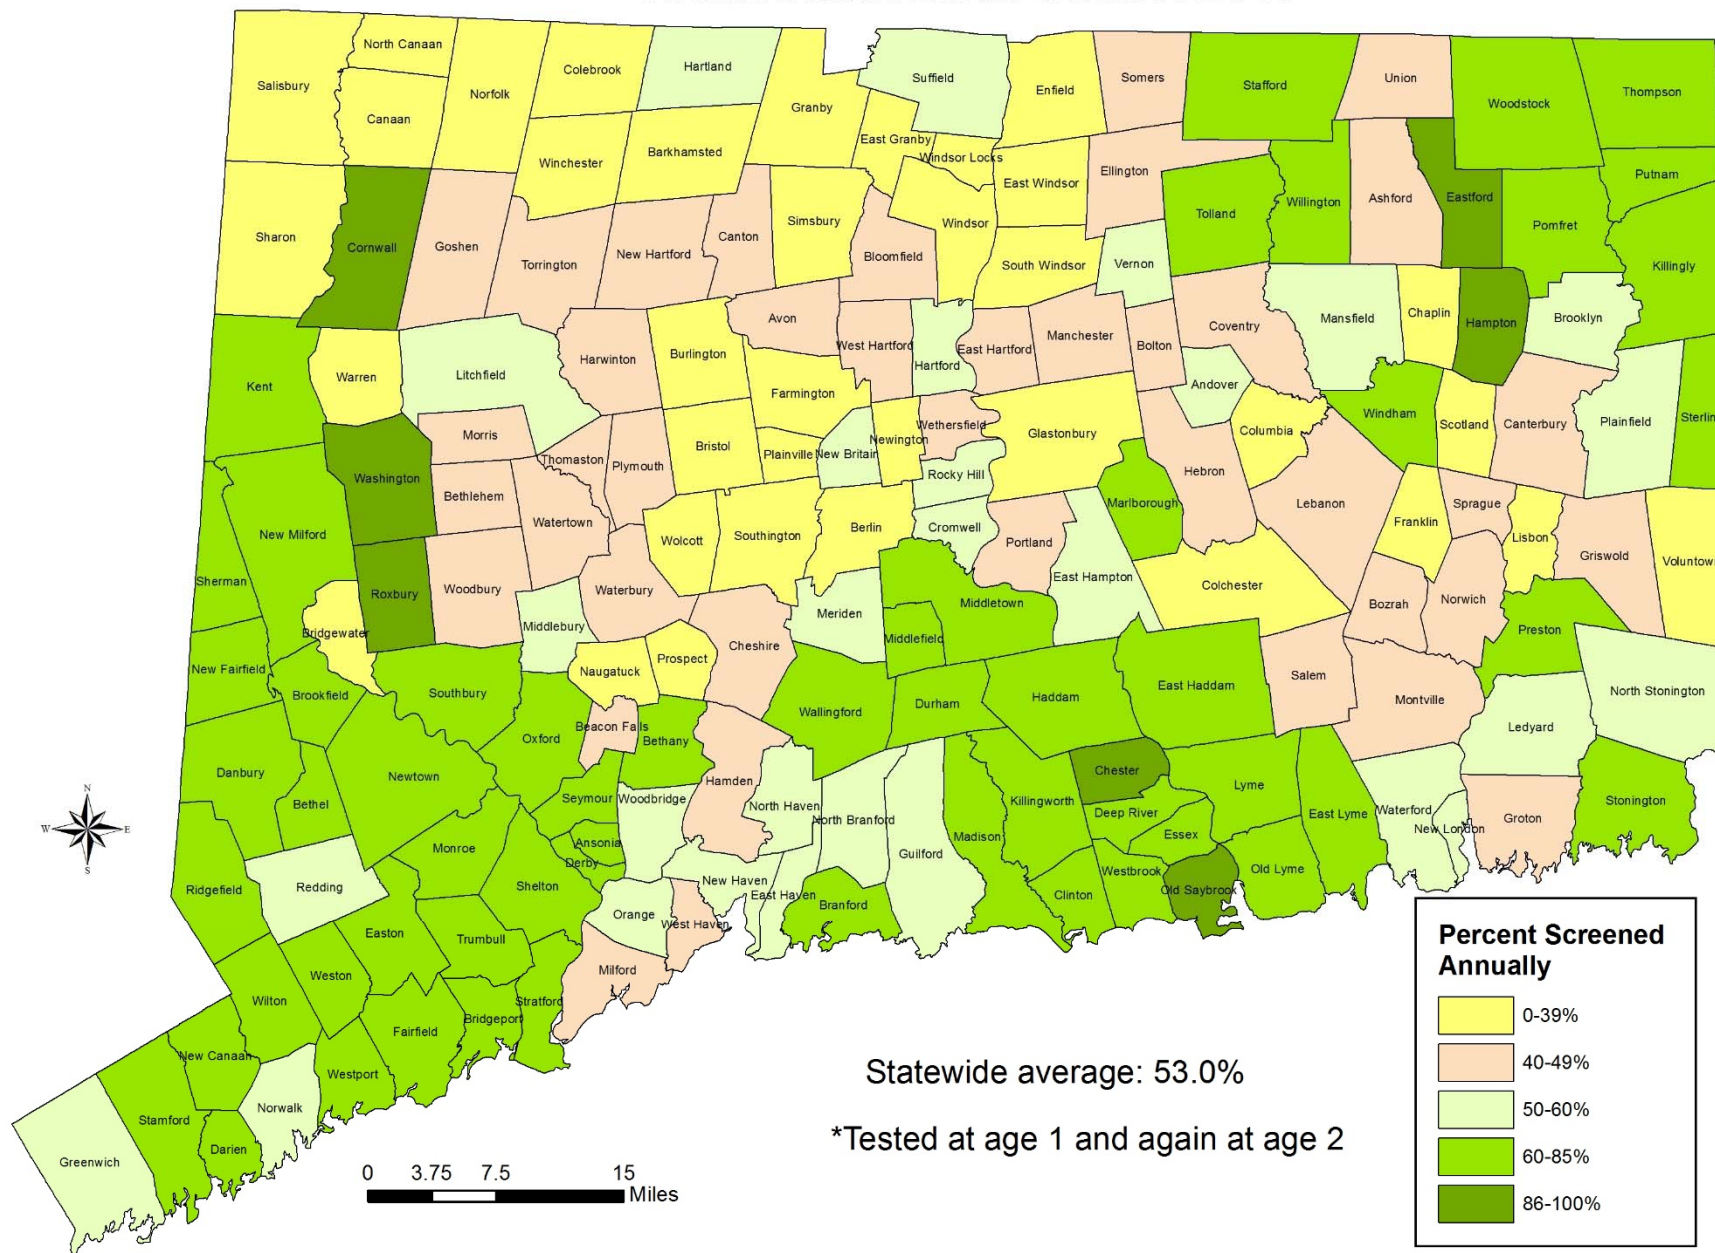 North Canaan
Salisbury
Canaan
Norfolk
Colebrook
Hartland
Granby
Suffield
Enfield
Somers
Stafford
Union
Woodstock
Thompson
Winchester
Barkhamsted
East Granby
Windsor Locks
East Windsor
Ellington
Willington
Ashford
Eastford
Putnam
Sharon
Cornwall
Goshen
Torrington
New Hartford
Canton
Simsbury
Bloomfield
Windsor
South Windsor
Vernon
Tolland
Pomfret
Killingly
Kent
Warren
Litchfield
Harwinton
Burlington
Avon
West Hartford
Hartford
East Hartford
Manchester
Bolton
Coventry
Mansfield
Chaplin
Hampton
Brooklyn
Farmington
Andover
Windham
Scotland
Canterbury
Plainfield
Sterlin
Morris
Thomaston
Plymouth
Bristol
Plainville
New Britain
Newington
Wethersfield
Glastonbury
Columbia
Hebron
Washington
Bethlehem
Watertown
Rocky Hill
Marlborough
Lebanon
Franklin
Sprague
Lisbon
Griswold
Voluntow
New Milford
Sherman
Wolcott
Southington
Berlin
Cromwell
Portland
East Hampton
Colchester
Bozrah
Norwich
Roxbury
Woodbury
Waterbury
Middlebury
Meriden
Middletown
Middlefield
Preston
Bridgewater
Naugatuck
Prospect
Cheshire
New Fairfield
Brookfield
Southbury
Oxford
Beacon Falls
Bethany
Wallingford
Durham
Haddam
East Haddam
Salem
Montville
North Stonington
Ledyard
Danbury
Bethel
Newtown
Seymour
Woodbridge
Hamden
North Haven
North Branford
Guilford
Madison
Killingworth
Chester
Deep River
Essex
Lyme
East Lyme
Waterford
New London
Groton
Stonington
N
W
E
S
Ridgefield
Redding
Monroe
Ansonia
Derby
Shelton
Orange
New Haven
East Haven
West Haven
Branford
Clinton
Westbrook
Old Saybrook
Old Lyme
Easton
Trumbull
Weston
Wilton
Milford
Stratford
Bridgeport
Fairfield
New Canaan
Westport
Norwalk
Stamford
Darien
Greenwich
Percent Screened
Annually
0-39%
40-49%
50-60%
60-85%
86-100%
Statewide average: 53.0%
*Tested at age 1 and again at age 2
0 3.75 7.5 15
Miles